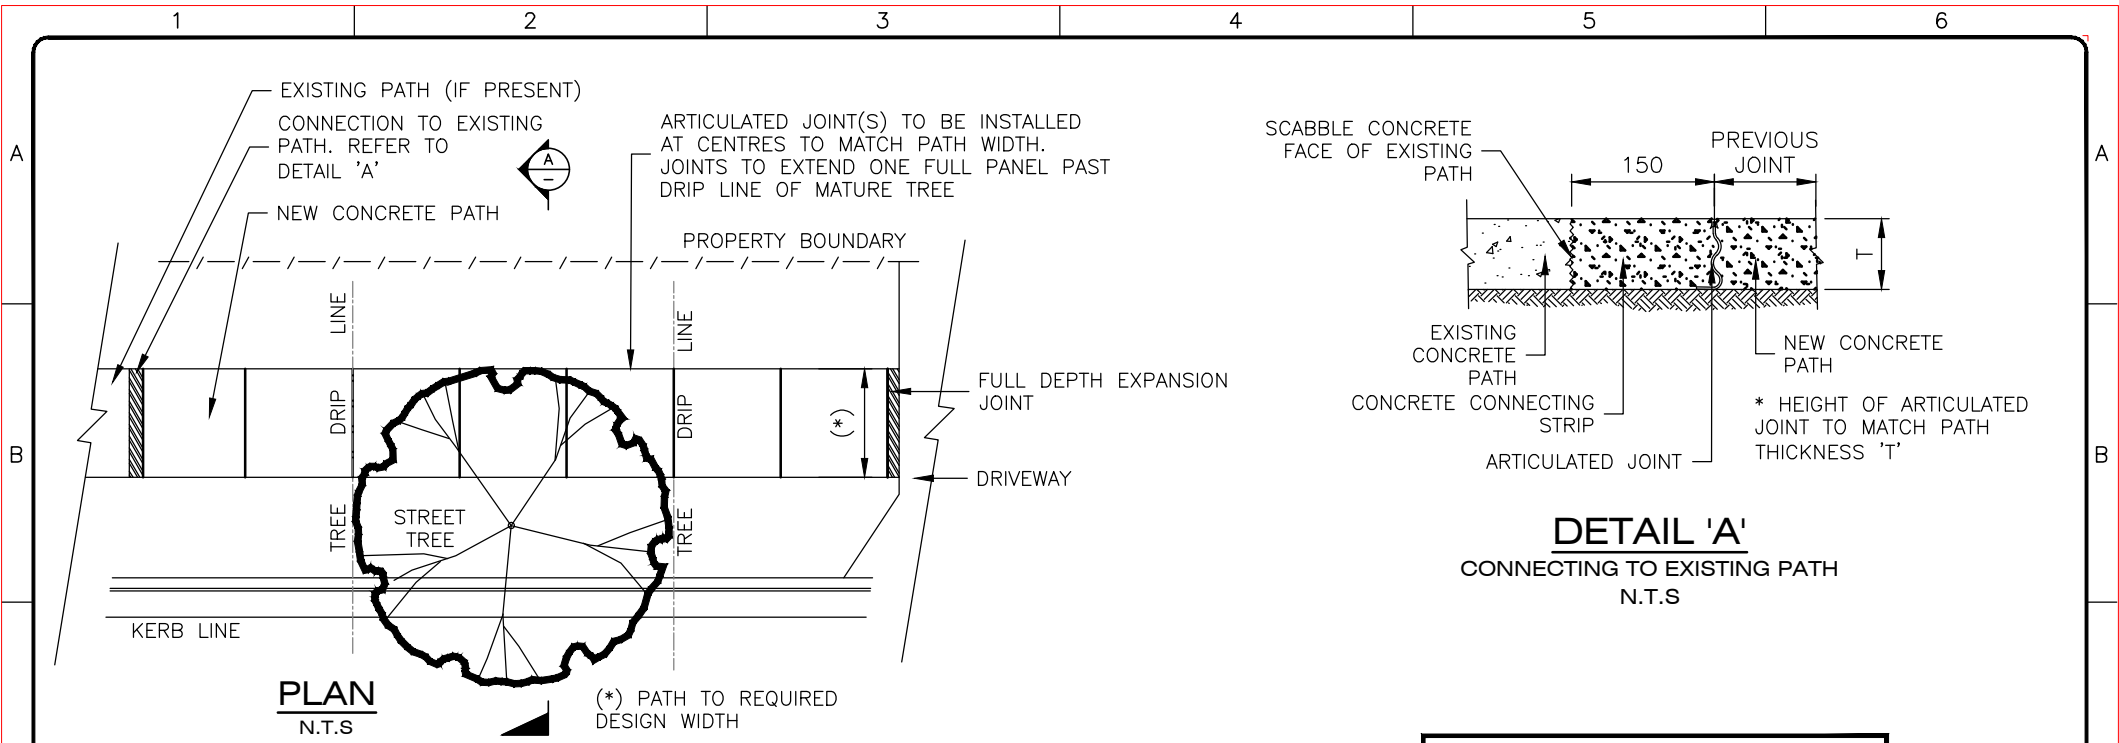 1 2 3 4 5 6
A
B
A
B
EXISTING PATH (IF PRESENT)
CONNECTION TO EXISTING
PATH. REFER TO
DETAIL 'A'
NEW CONCRETE PATH
A
–
ARTICULATED JOINT(S) TO BE INSTALLED
AT CENTRES TO MATCH PATH WIDTH.
JOINTS TO EXTEND ONE FULL PANEL PAST
DRIP LINE OF MATURE TREE
PROPERTY BOUNDARY
TREE DRIP LINE
TREE DRIP LINE
(*)
FULL DEPTH EXPANSION
JOINT
DRIVEWAY
STREET
TREE
KERB LINE
PLAN
N.T.S
(*) PATH TO REQUIRED
DESIGN WIDTH
SCABBLE CONCRETE
FACE OF EXISTING
PATH
150
PREVIOUS
JOINT
T
EXISTING
CONCRETE
PATH
CONCRETE CONNECTING
STRIP
ARTICULATED JOINT
NEW CONCRETE
PATH
* HEIGHT OF ARTICULATED
JOINT TO MATCH PATH
THICKNESS 'T'
DETAIL 'A'
CONNECTING TO EXISTING PATH
N.T.S